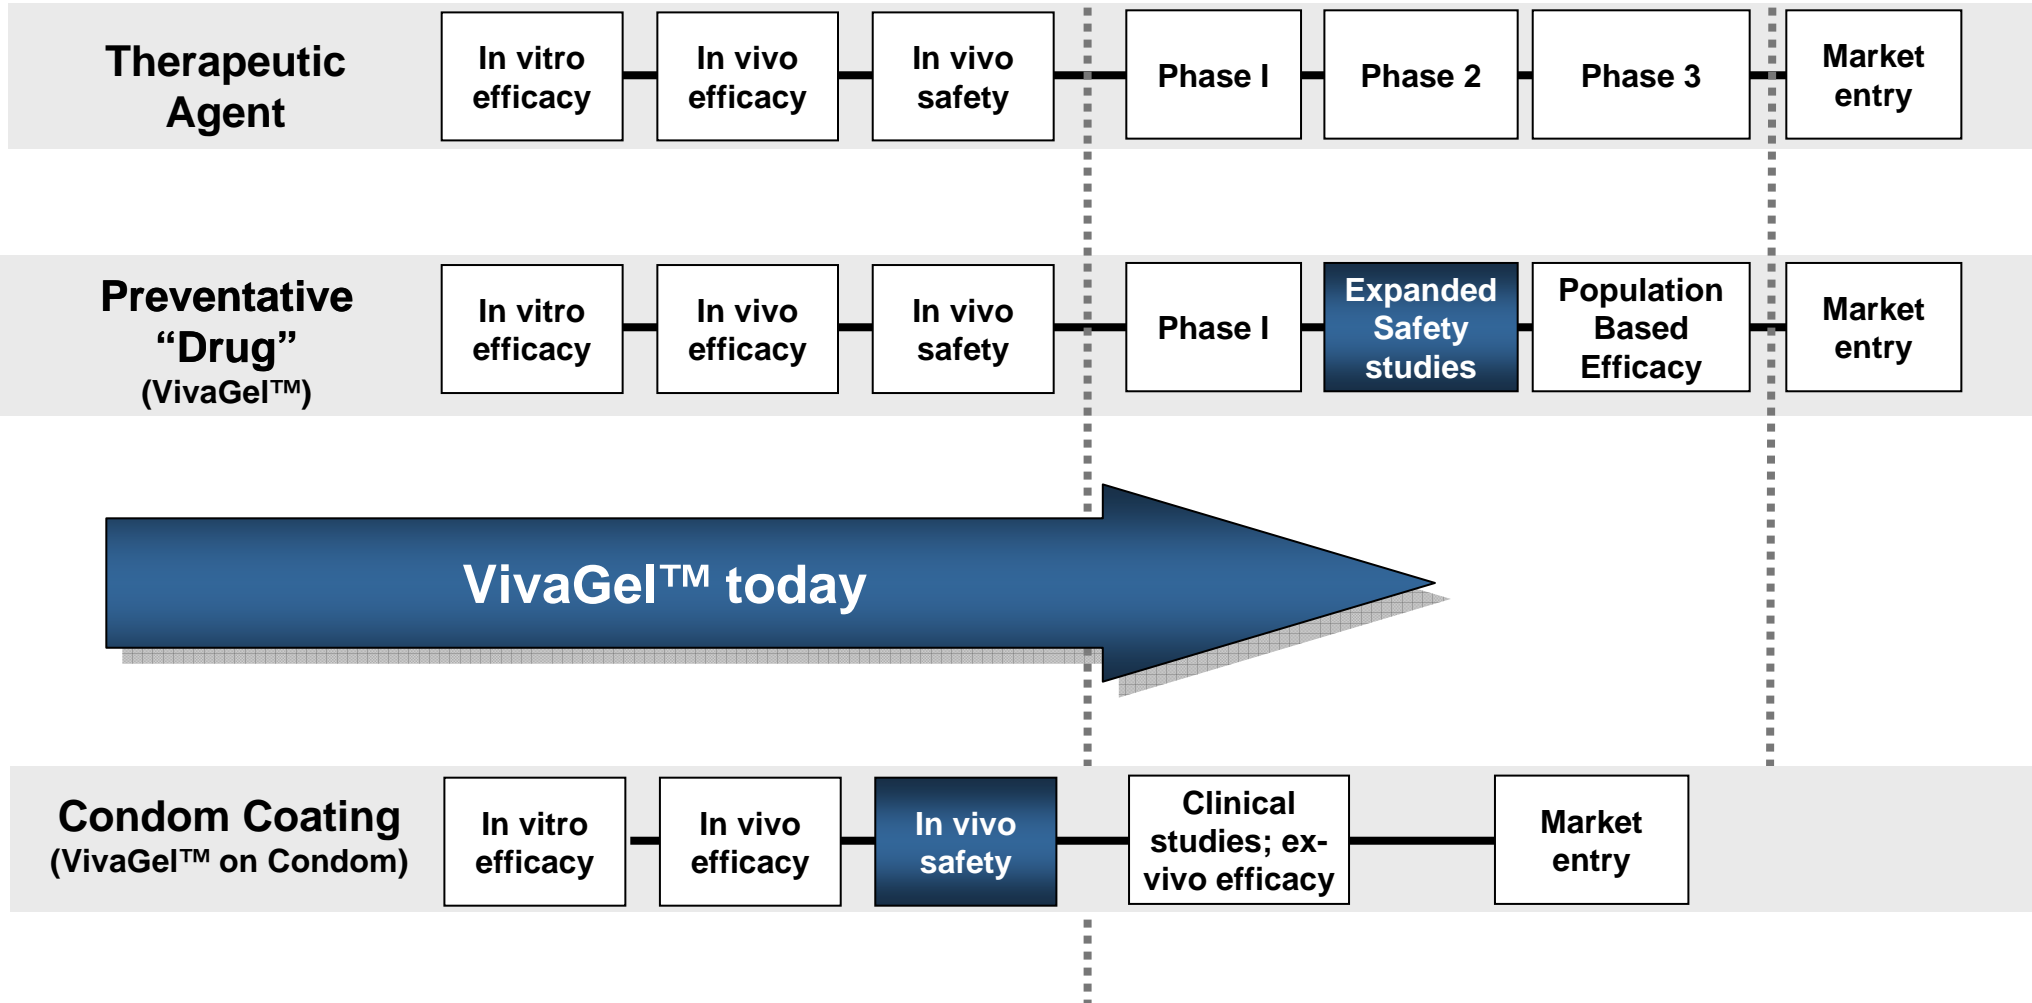 Therapeutic
Agent
In vitro
efficacy
In vivo
efficacy
In vivo
safety
Phase I
Phase 2
Phase 3
Market
entry
Preventative
“Drug”
(VivaGel™)
In vitro
efficacy
In vivo
efficacy
In vivo
safety
Phase I
Expanded
Safety
studies
Population
Based
Efficacy
Market
entry
VivaGel™ today
Condom Coating
(VivaGel™ on Condom)
In vitro
efficacy
In vivo
efficacy
In vivo
safety
Clinical
studies; ex-
vivo efficacy
Market
entry